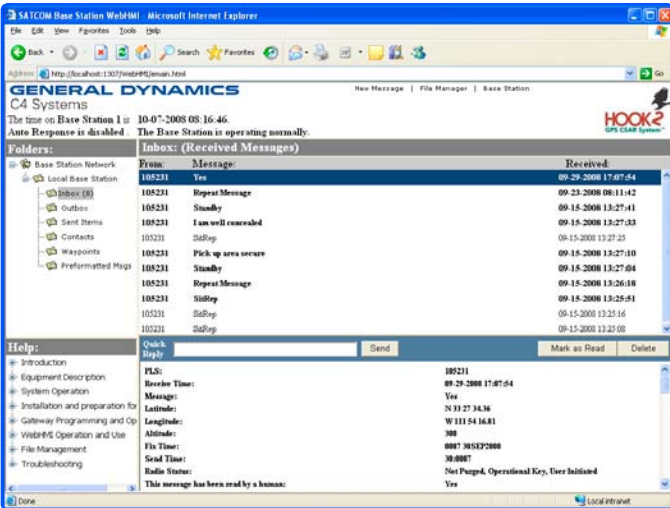 SATCOM Base Station WebHMI - Microsoft Internet Explorer
File Edit View Favorites Tools Help
Back Search Favorites
Address http://localhost:1307/WebHMI/emain.html Go
GENERAL DYNAMICS
C4 Systems
New Message | File Manager | Base Station
The time on Base Station 1 is 10-07-2008 08:16:46.
Auto Response is disabled. The Base Station is operating normally.
HOOK2
GPS CSAR System
Folders:
Base Station Network
Local Base Station
Inbox (8)
Outbox
Sent Items
Contacts
Waypoints
Preformatted Msgs
Inbox: (Received Messages)
From: Message: Received:
105231 Yes 09-29-2008 17:07:54
105231 Repeat Message 09-23-2008 08:11:42
105231 Standby 09-15-2008 13:27:41
105231 I am well concealed 09-15-2008 13:27:33
105231 SitRep 09-15-2008 13:27:25
105231 Pick up area secure 09-15-2008 13:27:10
105231 Standby 09-15-2008 13:27:04
105231 Repeat Message 09-15-2008 13:26:18
105231 SitRep 09-15-2008 13:25:51
105231 SitRep 09-15-2008 13:25:16
105231 SitRep 09-15-2008 13:25:08
Help:
Introduction
Equipment Description
System Operation
Installation and preparation for
Gateway Programming and Op
WebHMI Operation and Use
File Management
Troubleshooting
Quick Reply Send Mark as Read Delete
PLS: 105231
Receive Time: 09-29-2008 17:07:54
Message: Yes
Latitude: N 33 27 34.36
Longitude: W 111 54 16.01
Altitude: 300
Fix Time: 0007 30SEP2008
Send Time: 30:0007
Radio Status: Not Purged, Operational Key, User Initiated
This message has been read by a human: Yes
Done Local intranet